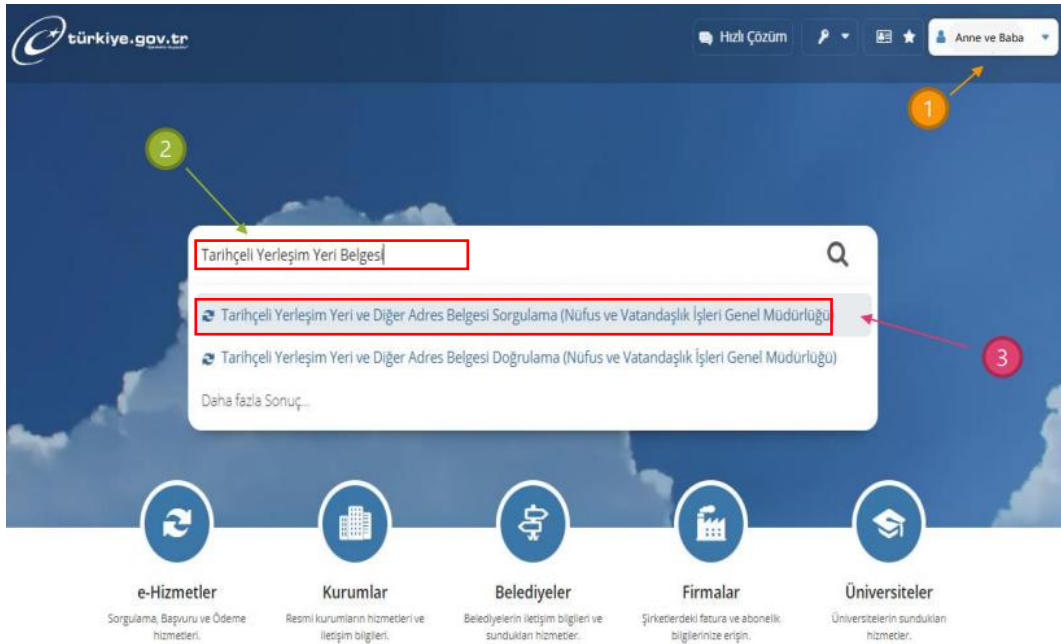 türkiye.gov.tr
Hızlı Çözüm
Anne ve Baba
1
2
Tarihçeli Yerleşim Yeri Belgesi
Tarihçeli Yerleşim Yeri ve Diğer Adres Belgesi Sorgulama (Nüfus ve Vatandaşlık İşleri Genel Müdürlüğü)
3
Tarihçeli Yerleşim Yeri ve Diğer Adres Belgesi Doğrulama (Nüfus ve Vatandaşlık İşleri Genel Müdürlüğü)
Daha fazla Sonuç...
e-Hizmetler
Sorgulama, Başvuru ve Ödeme
hizmetleri.
Kurumlar
Resmi kurumların hizmetleri ve
iletişim bilgileri.
Belediyeler
Belediyelerin iletişim bilgileri ve
sundukları hizmetler.
Firmalar
Şirketlerdeki fatura ve abonelik
bilgilerinize erişin.
Üniversiteler
Üniversitelerin sundukları
hizmetler.